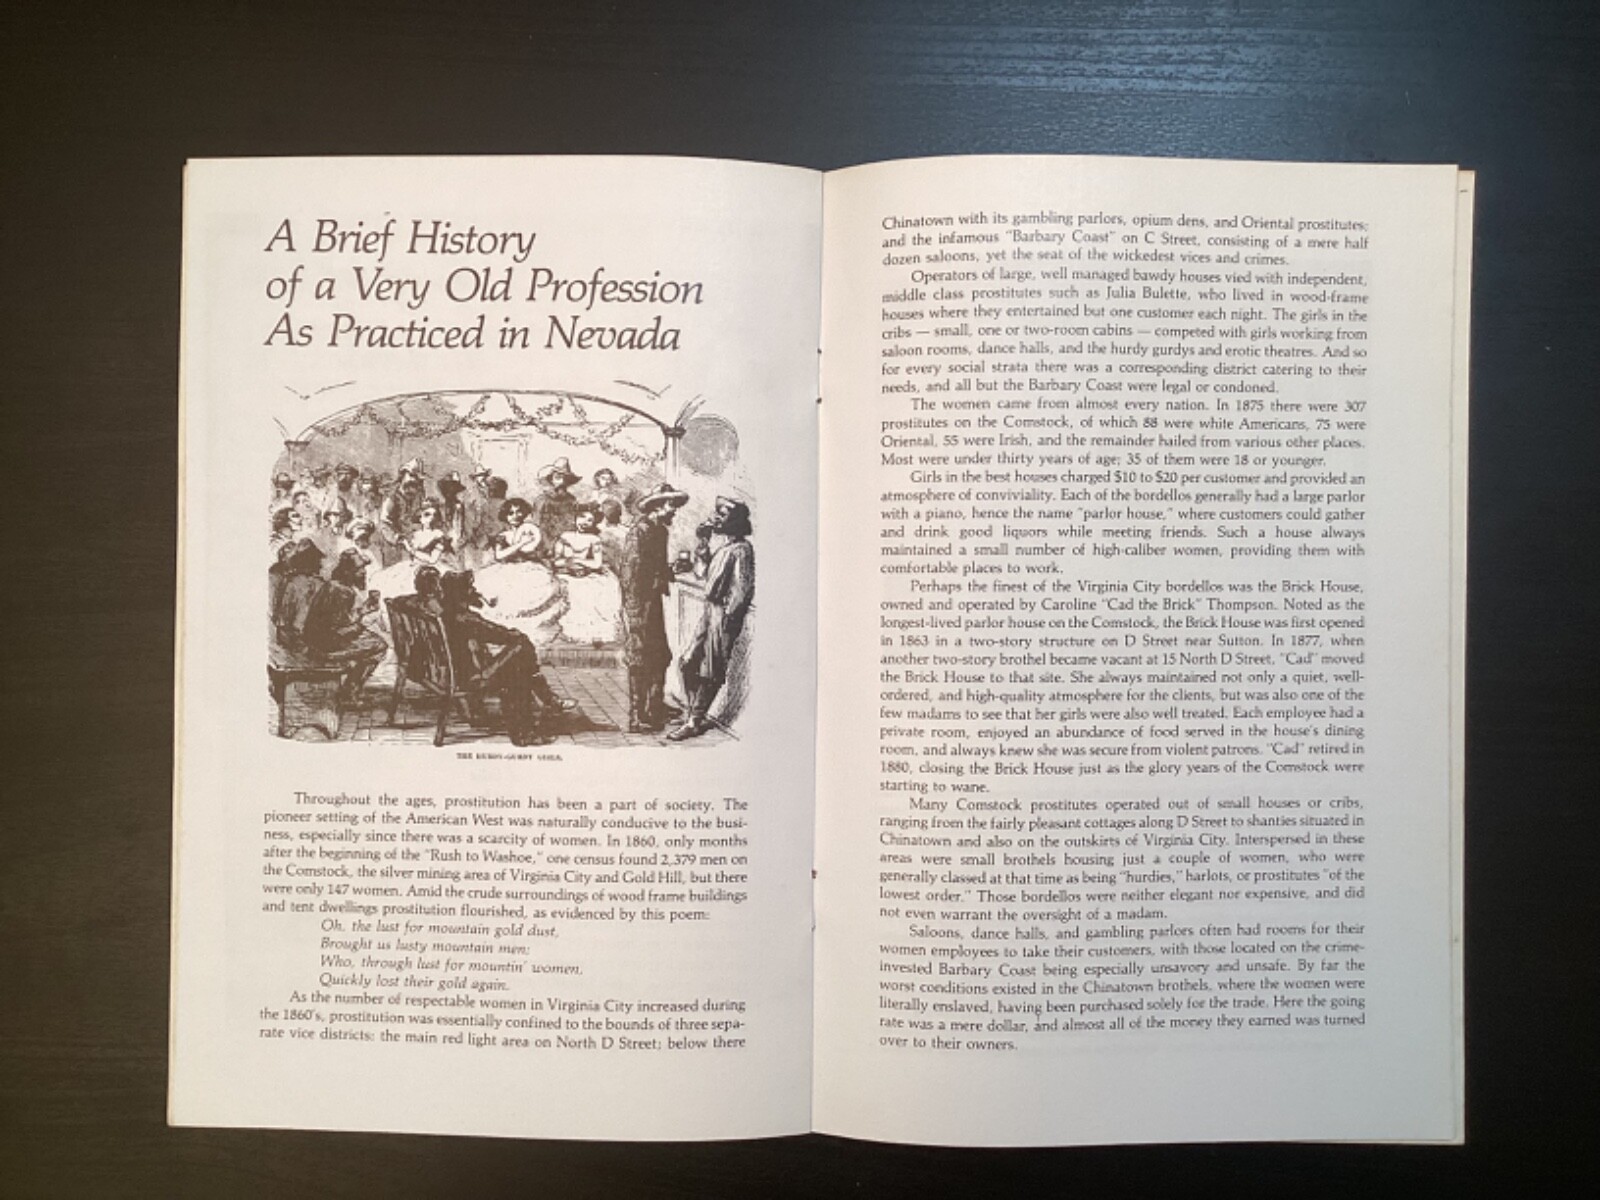 A Brief History
of a Very Old Profession
As Practiced in Nevada
THE HURDY-GURDY GIRLS.
Throughout the ages, prostitution has been a part of society. The
pioneer setting of the American West was naturally conducive to the busi-
ness, especially since there was a scarcity of women. In 1860, only months
after the beginning of the "Rush to Washoe," one census found 2,379 men on
the Comstock, the silver mining area of Virginia City and Gold Hill, but there
were only 147 women. Amid the crude surroundings of wood frame buildings
and tent dwellings prostitution flourished, as evidenced by this poem:
Oh, the lust for mountain gold dust,
Brought us lusty mountain men;
Who, through lust for mountin' women,
Quickly lost their gold again.
As the number of respectable women in Virginia City increased during
the 1860's, prostitution was essentially confined to the bounds of three sepa-
rate vice districts: the main red light area on North D Street; below there
Chinatown with its gambling parlors, opium dens, and Oriental prostitutes;
and the infamous "Barbary Coast" on C Street, consisting of a mere half
dozen saloons, yet the seat of the wickedest vices and crimes.
Operators of large, well managed bawdy houses vied with independent,
middle class prostitutes such as Julia Bulette, who lived in wood-frame
houses where they entertained but one customer each night. The girls in the
cribs — small, one or two-room cabins — competed with girls working from
saloon rooms, dance halls, and the hurdy gurdys and erotic theatres. And so
for every social strata there was a corresponding district catering to their
needs, and all but the Barbary Coast were legal or condoned.
The women came from almost every nation. In 1875 there were 307
prostitutes on the Comstock, of which 88 were white Americans, 75 were
Oriental, 55 were Irish, and the remainder hailed from various other places.
Most were under thirty years of age; 35 of them were 18 or younger.
Girls in the best houses charged $10 to $20 per customer and provided an
atmosphere of conviviality. Each of the bordellos generally had a large parlor
with a piano, hence the name "parlor house," where customers could gather
and drink good liquors while meeting friends. Such a house always
maintained a small number of high-caliber women, providing them with
comfortable places to work.
Perhaps the finest of the Virginia City bordellos was the Brick House,
owned and operated by Caroline "Cad the Brick" Thompson. Noted as the
longest-lived parlor house on the Comstock, the Brick House was first opened
in 1863 in a two-story structure on D Street near Sutton. In 1877, when
another two-story brothel became vacant at 15 North D Street, "Cad" moved
the Brick House to that site. She always maintained not only a quiet, well-
ordered, and high-quality atmosphere for the clients, but was also one of the
few madams to see that her girls were also well treated. Each employee had a
private room, enjoyed an abundance of food served in the house's dining
room, and always knew she was secure from violent patrons. "Cad" retired in
1880, closing the Brick House just as the glory years of the Comstock were
starting to wane.
Many Comstock prostitutes operated out of small houses or cribs,
ranging from the fairly pleasant cottages along D Street to shanties situated in
Chinatown and also on the outskirts of Virginia City. Interspersed in these
areas were small brothels housing just a couple of women, who were
generally classed at that time as being "hurdies," harlots, or prostitutes "of the
lowest order." Those bordellos were neither elegant nor expensive, and did
not even warrant the oversight of a madam.
Saloons, dance halls, and gambling parlors often had rooms for their
women employees to take their customers, with those located on the crime-
invested Barbary Coast being especially unsavory and unsafe. By far the
worst conditions existed in the Chinatown brothels, where the women were
literally enslaved, having been purchased solely for the trade. Here the going
rate was a mere dollar, and almost all of the money they earned was turned
over to their owners.